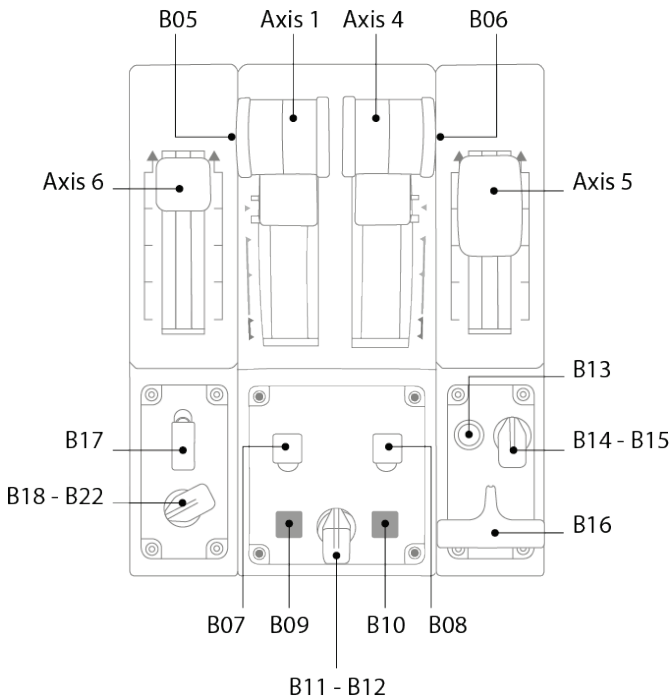 B05 Axis 1 Axis 4 B06
Axis 6 Axis 5
B13
B17 B14 - B15
B18 - B22
B16
B07 B09 B10 B08
B11 - B12